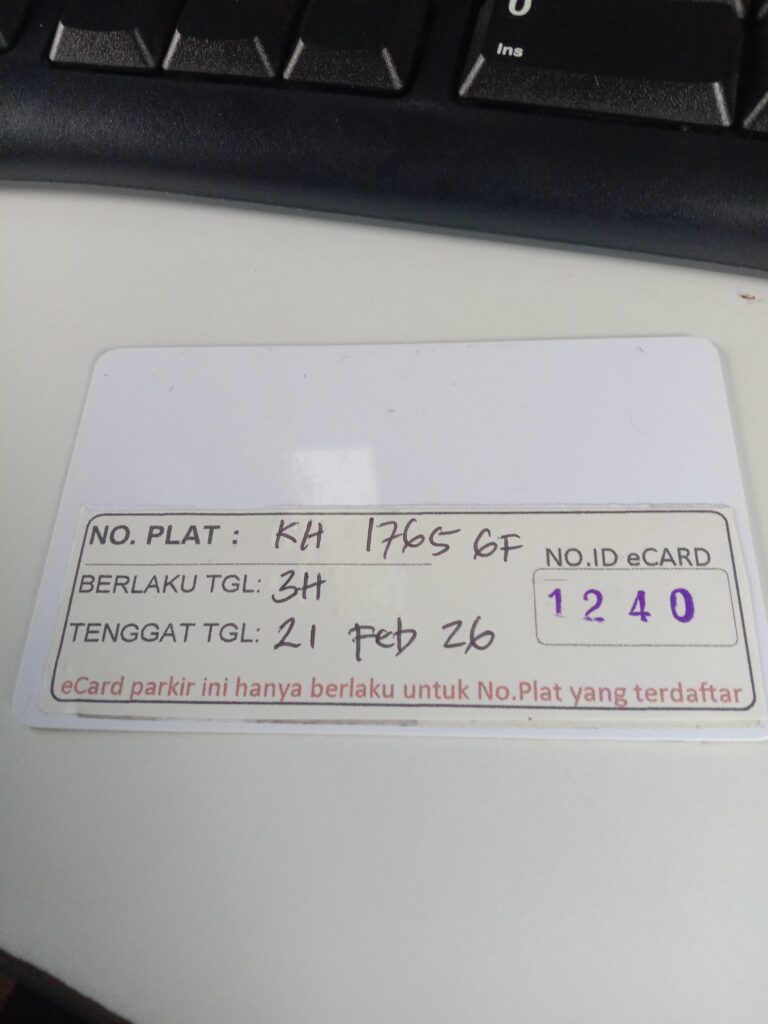 0
Ins
NO. PLAT : KH 1765 GF
NO.ID eCARD
BERLAKU TGL: 3H
1240
TENGGAT TGL: 21 Feb 26
eCard parkir ini hanya berlaku untuk No.Plat yang terdaftar